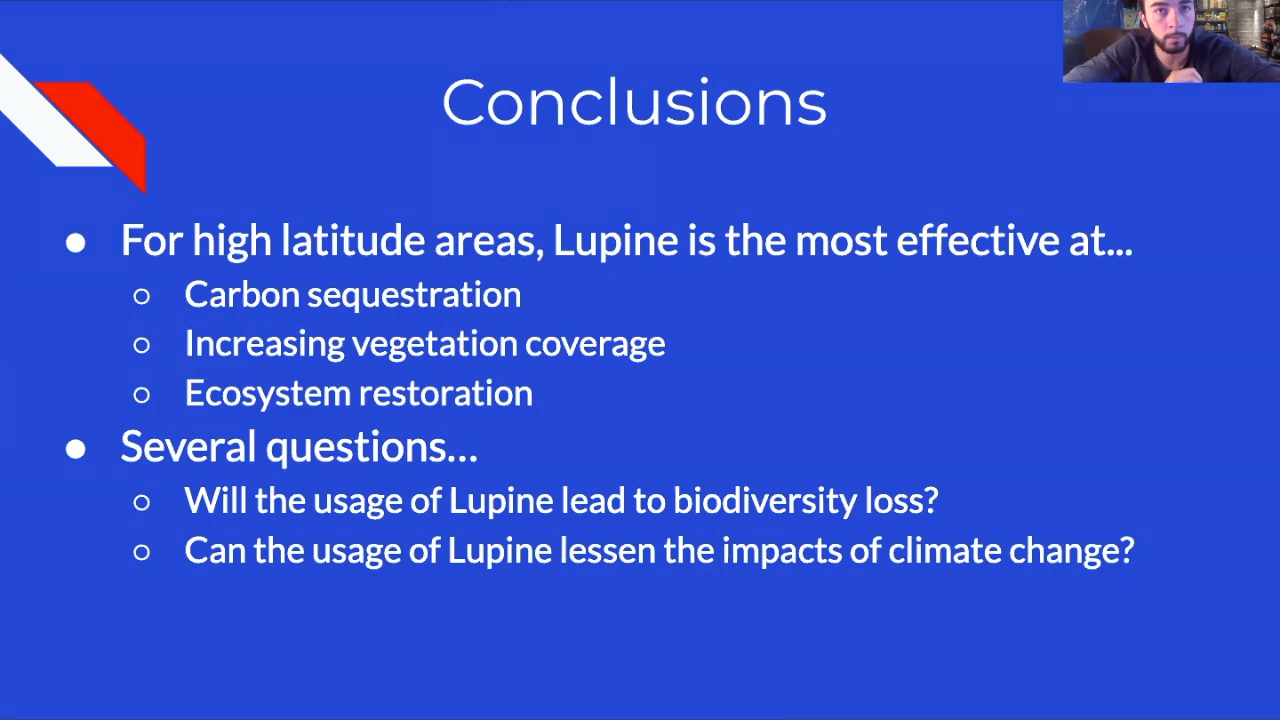 Conclusions
● For high latitude areas, Lupine is the most effective at...
○ Carbon sequestration
○ Increasing vegetation coverage
○ Ecosystem restoration
● Several questions...
○ Will the usage of Lupine lead to biodiversity loss?
○ Can the usage of Lupine lessen the impacts of climate change?